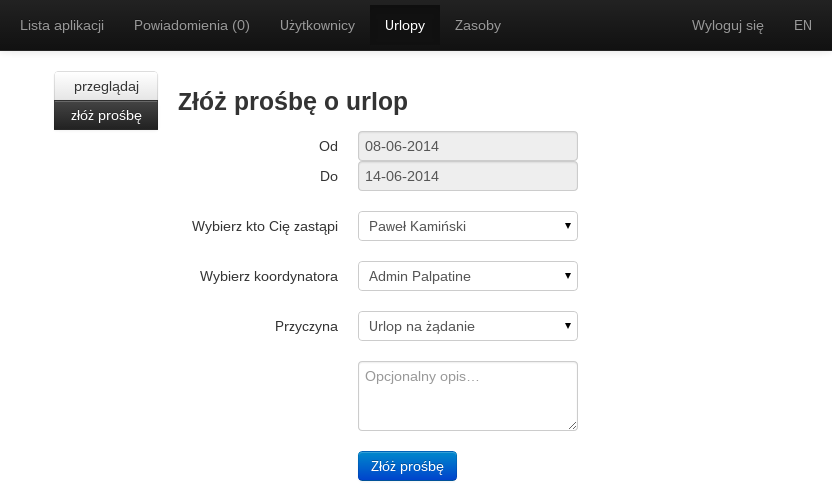 Lista aplikacji Powiadomienia (0) Użytkownicy Urlopy Zasoby Wyloguj się EN
przeglądaj
złóż prośbę
Złóż prośbę o urlop
Od 08-06-2014
Do 14-06-2014
Wybierz kto Cię zastąpi Paweł Kamiński
Wybierz koordynatora Admin Palpatine
Przyczyna Urlop na żądanie
Opcjonalny opis...
Złóż prośbę